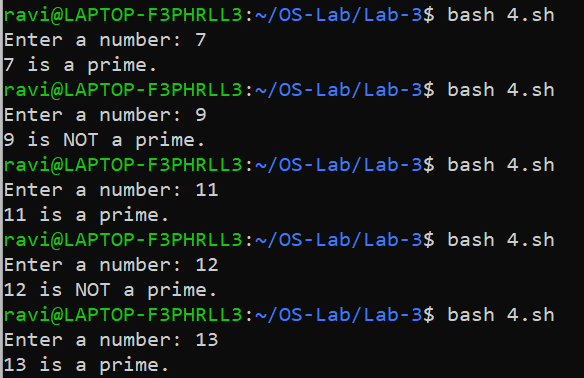 ravi@LAPTOP-F3PHRLL3:~/OS-Lab/Lab-3$ bash 4.sh
Enter a number: 7
7 is a prime.
ravi@LAPTOP-F3PHRLL3:~/OS-Lab/Lab-3$ bash 4.sh
Enter a number: 9
9 is NOT a prime.
ravi@LAPTOP-F3PHRLL3:~/OS-Lab/Lab-3$ bash 4.sh
Enter a number: 11
11 is a prime.
ravi@LAPTOP-F3PHRLL3:~/OS-Lab/Lab-3$ bash 4.sh
Enter a number: 12
12 is NOT a prime.
ravi@LAPTOP-F3PHRLL3:~/OS-Lab/Lab-3$ bash 4.sh
Enter a number: 13
13 is a prime.